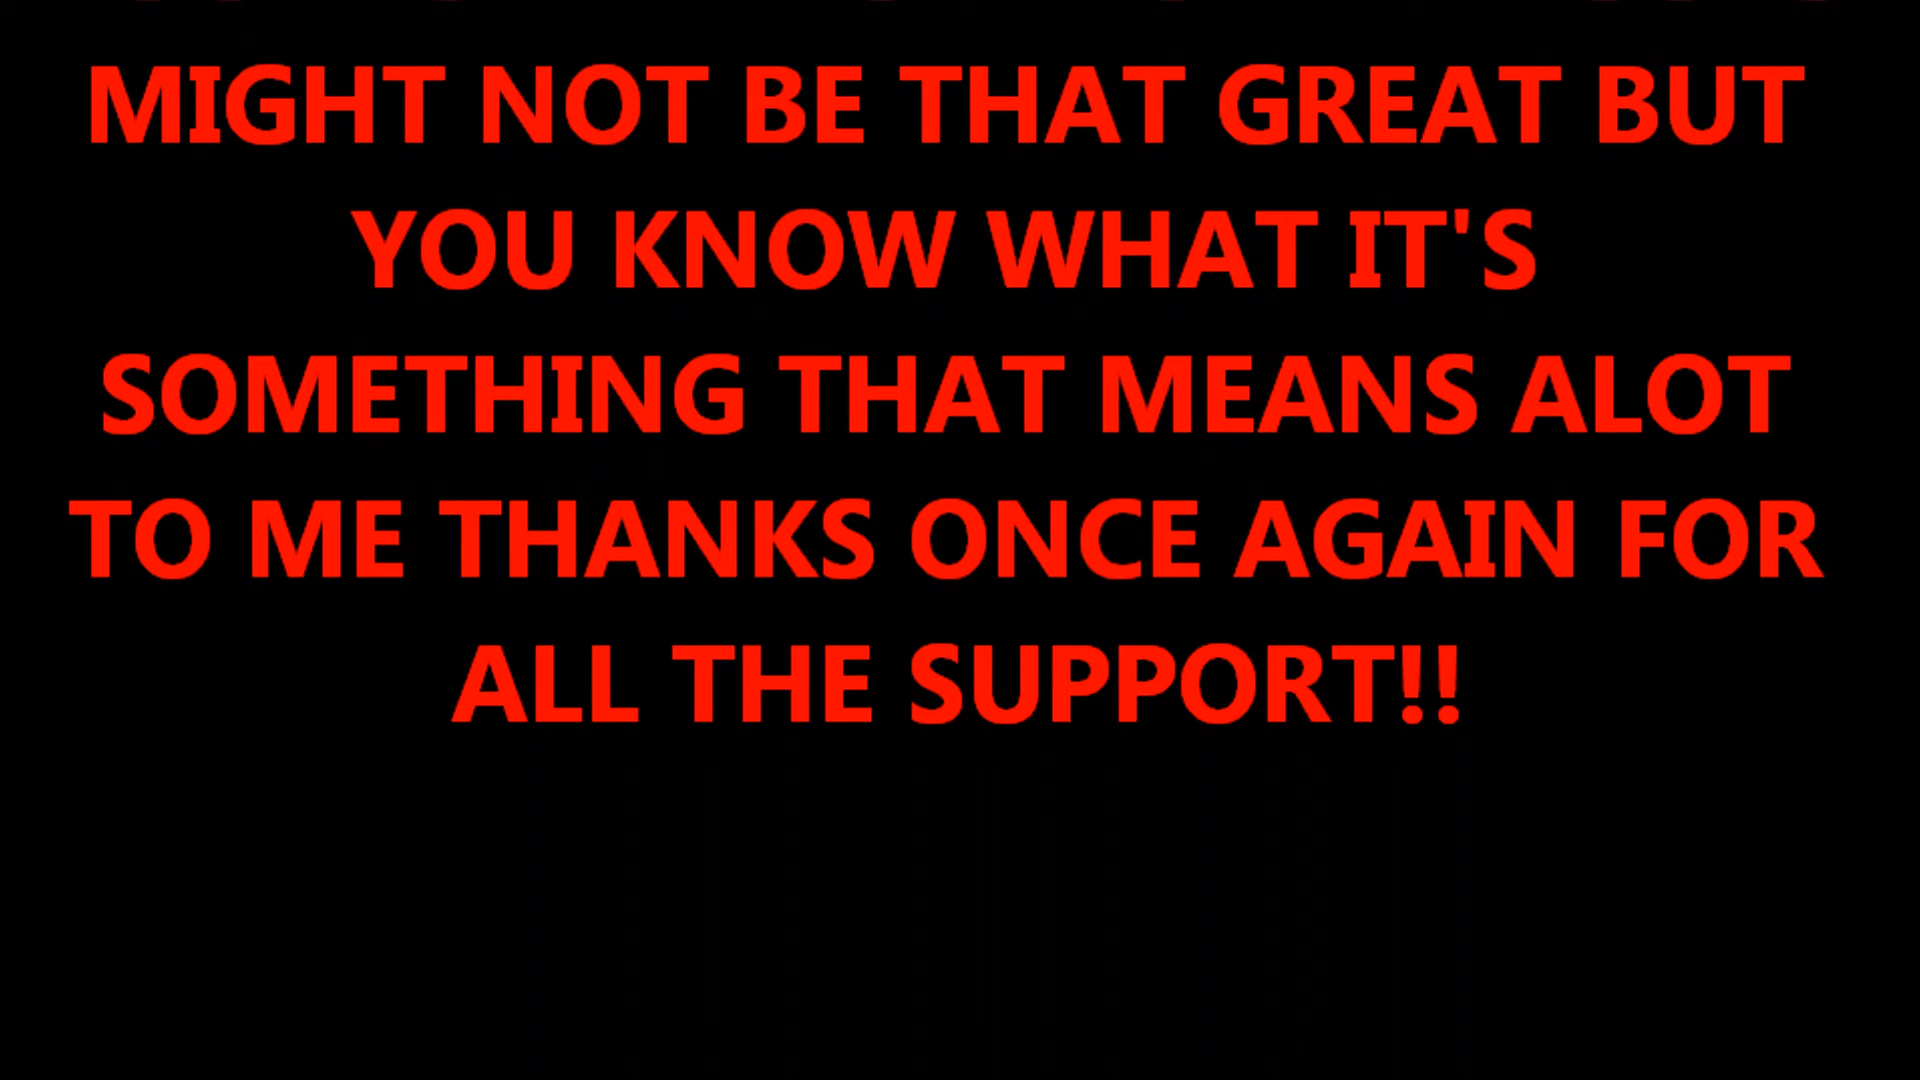 MIGHT NOT BE THAT GREAT BUT
YOU KNOW WHAT IT'S
SOMETHING THAT MEANS ALOT
TO ME THANKS ONCE AGAIN FOR
ALL THE SUPPORT!!